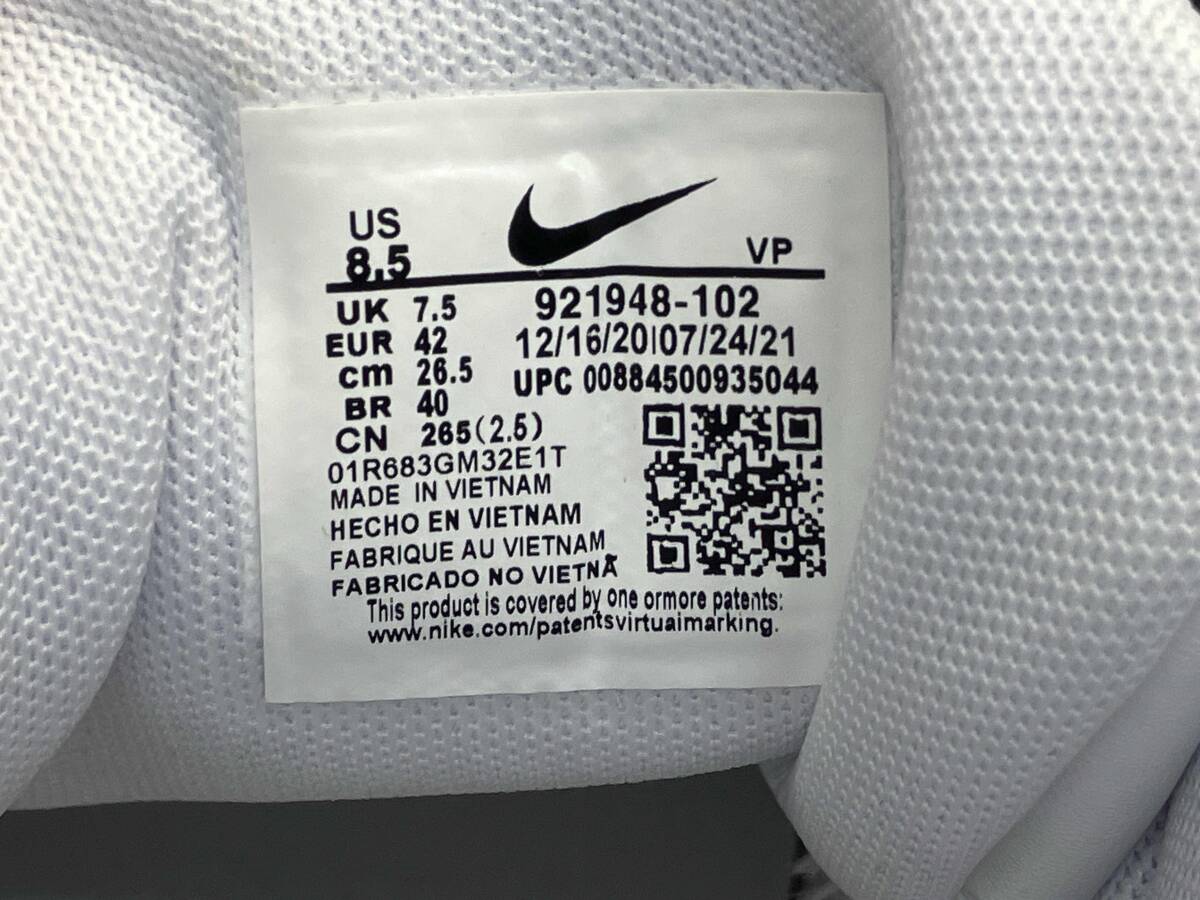 US
8.5
VP
UK 7.5
921948-102
EUR 42
12/16/20|07/24/21
cm 26.5
UPC 00884500935044
BR 40
CN 265(2.5)
01R683GM32E1T
MADE IN VIETNAM
HECHO EN VIETNAM
FABRIQUE AU VIETNAM
FABRICADO NO VIETNÃ
This product is covered by one ormore patents:
www.nike.com/patentsvirtuaimarking.